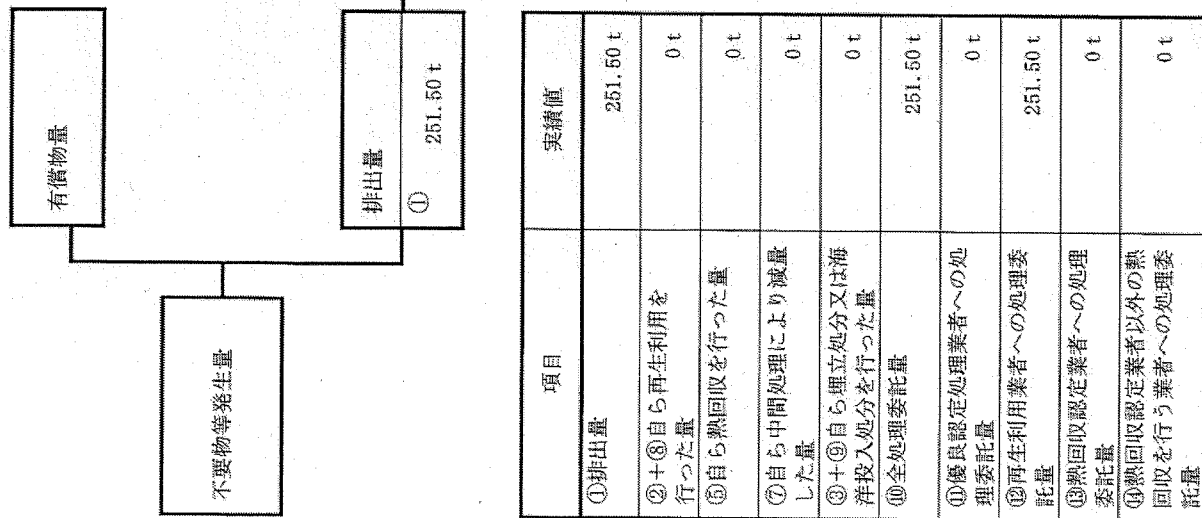 不要物等発生量
有償物量
排出量
①
251.50 t
項目
実績値
①排出量
251.50 t
②＋⑧自ら再生利用を
行った量
0 t
⑤自ら熱回収を行った量
0 t
⑦自ら中間処理により減量
した量
0 t
③＋⑨自ら埋立処分又は海
洋投入処分を行った量
0 t
⑩全処理委託量
251.50 t
⑪優良認定処理業者への処
理委託量
0 t
⑫再生利用業者への処理委
託量
251.50 t
⑬熱回収認定業者への処理
委託量
0 t
⑭熱回収認定業者以外の熱
回収を行う業者への処理委
託量
0 t